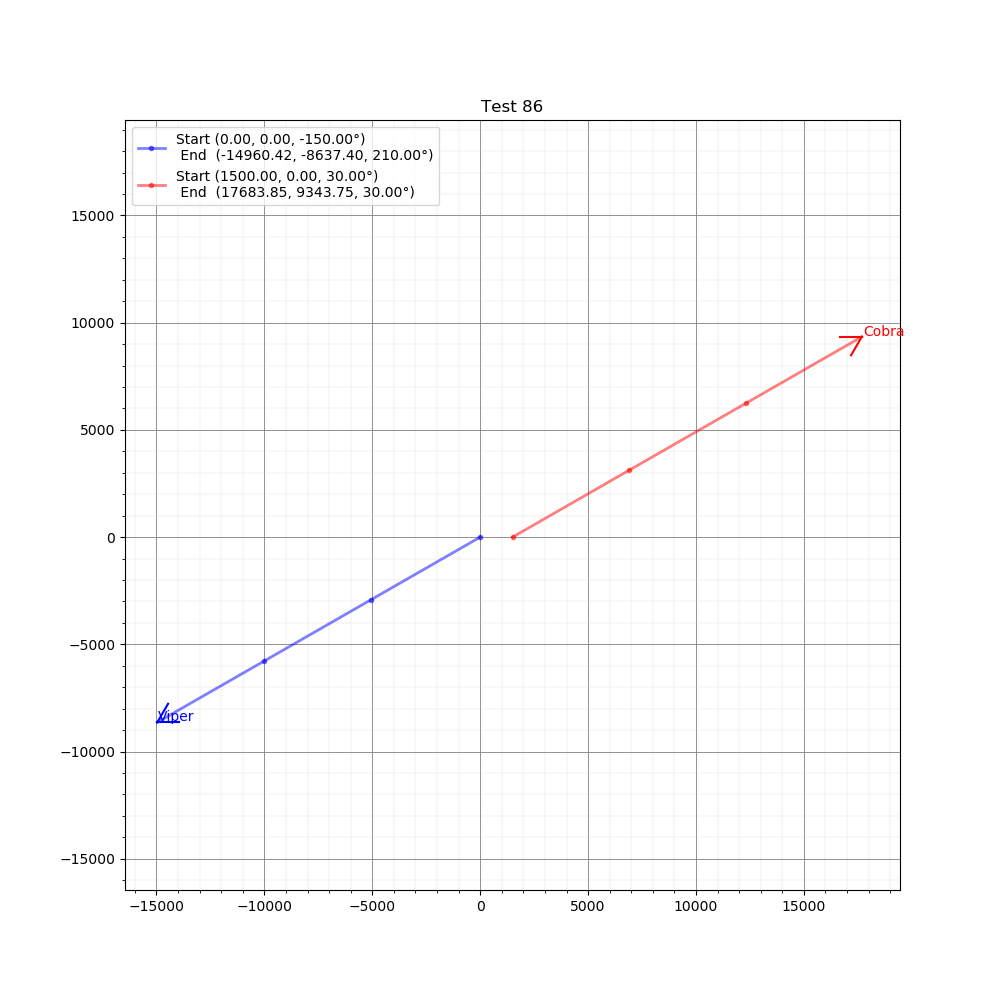 Test 86
Start (0.00, 0.00, -150.00°)
End  (-14960.42, -8637.40, 210.00°)
Start (1500.00, 0.00, 30.00°)
End  (17683.85, 9343.75, 30.00°)
15000
10000
Cobra
5000
0
−5000
Viper
−10000
−15000
−15000 −10000 −5000 0 5000 10000 15000